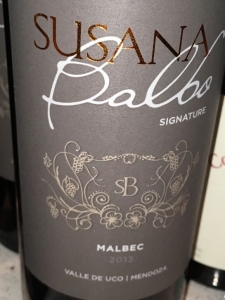 SUSANA
Balbo
SIGNATURE
SB
MALBEC
2013
VALLE DE UCO | MENDOZA